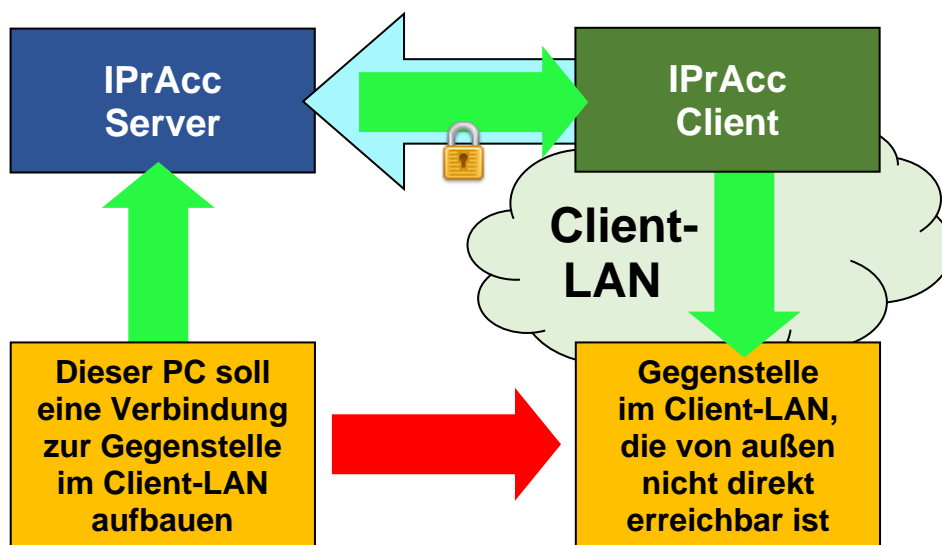 IPrAcc
Server
IPrAcc
Client
Client-
LAN
Dieser PC soll
eine Verbindung
zur Gegenstelle
im Client-LAN
aufbauen
Gegenstelle
im Client-LAN,
die von außen
nicht direkt
erreichbar ist